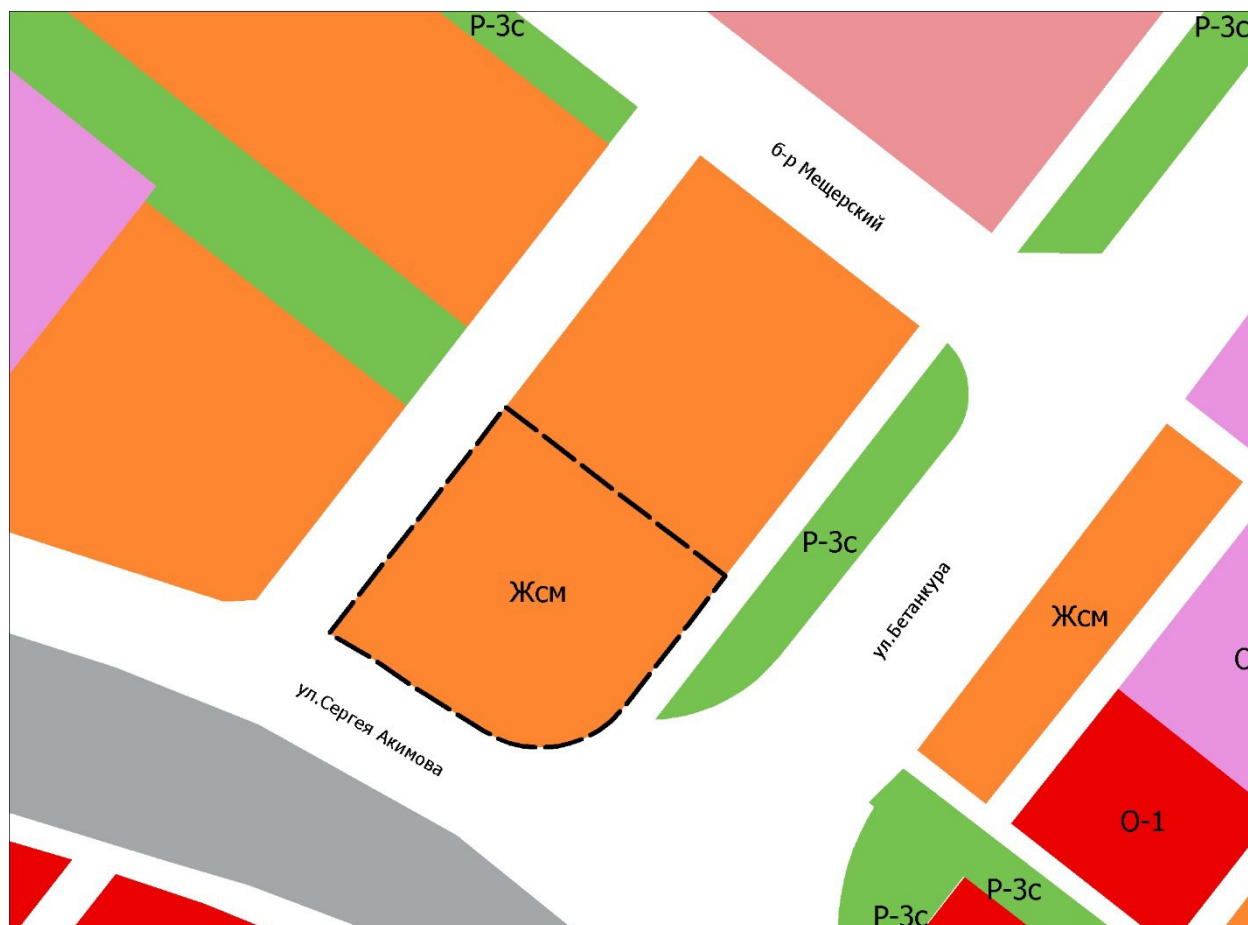 Р-3с
Р-3с
б-р Мещерский
Р-3с
Жсм
ул.Бетанкура
Жсм
О
ул.Сергея Акимова
О-1
Р-3с
Р-3с